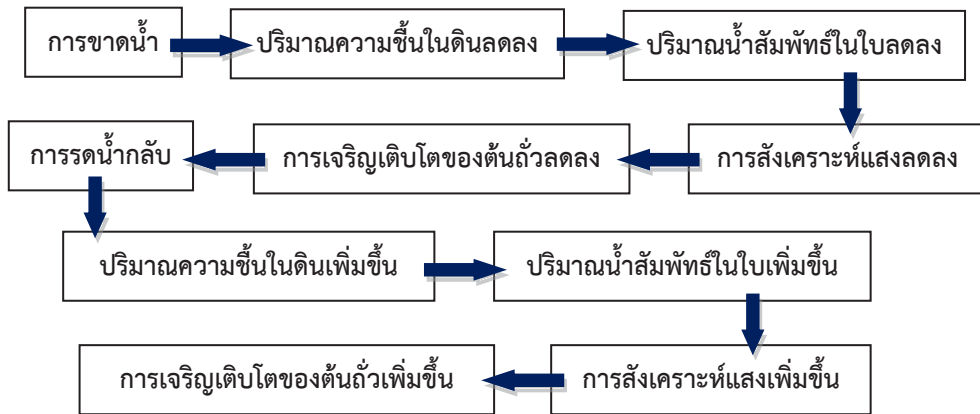 การขาดน้ำ
ปริมาณความชื้นในดินลดลง
ปริมาณน้ำสัมพัทธ์ในใบลดลง
การสังเคราะห์แสงลดลง
การเจริญเติบโตของต้นถั่วลดลง
การรดน้ำกลับ
ปริมาณความชื้นในดินเพิ่มขึ้น
ปริมาณน้ำสัมพัทธ์ในใบเพิ่มขึ้น
การสังเคราะห์แสงเพิ่มขึ้น
การเจริญเติบโตของต้นถั่วเพิ่มขึ้น